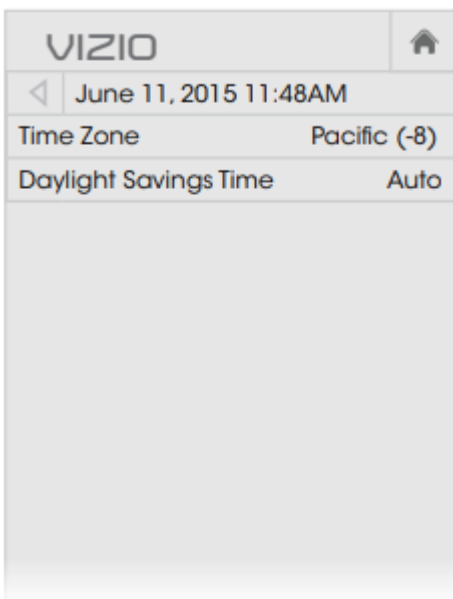 VIZIO
June 11, 2015 11:48AM
Time Zone Pacific (-8)
Daylight Savings Time Auto